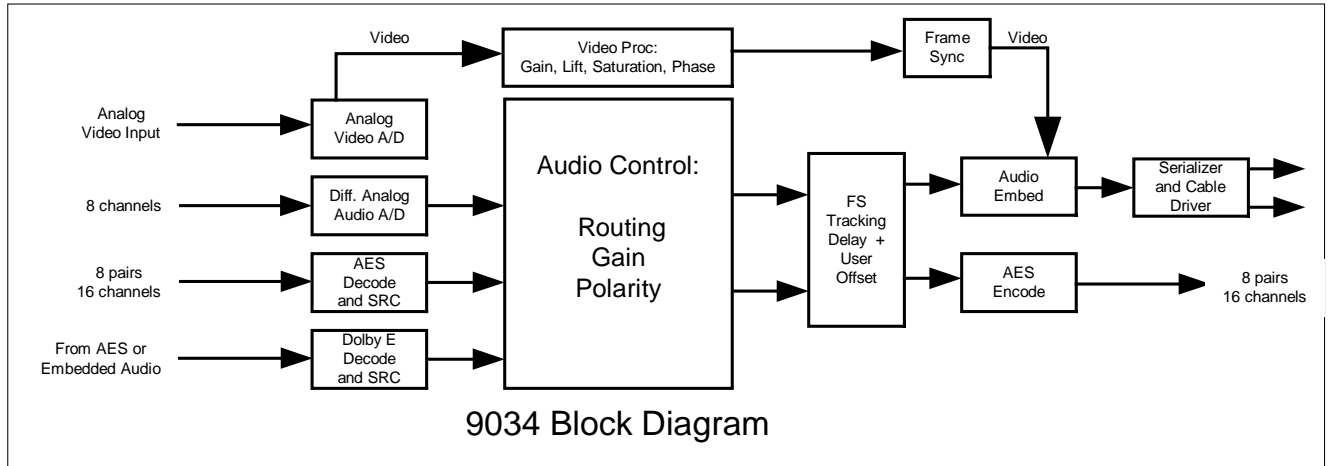 Video
Video Proc:
Gain, Lift, Saturation, Phase
Frame
Sync
Video
Analog
Video Input
Analog
Video A/D
Audio Control:
Routing
Gain
Polarity
8 channels
Diff. Analog
Audio A/D
FS
Tracking
Delay +
User
Offset
Audio
Embed
Serializer
and Cable
Driver
8 pairs
16 channels
AES
Decode
and SRC
AES
Encode
8 pairs
16 channels
From AES or
Embedded Audio
Dolby E
Decode
and SRC
9034 Block Diagram